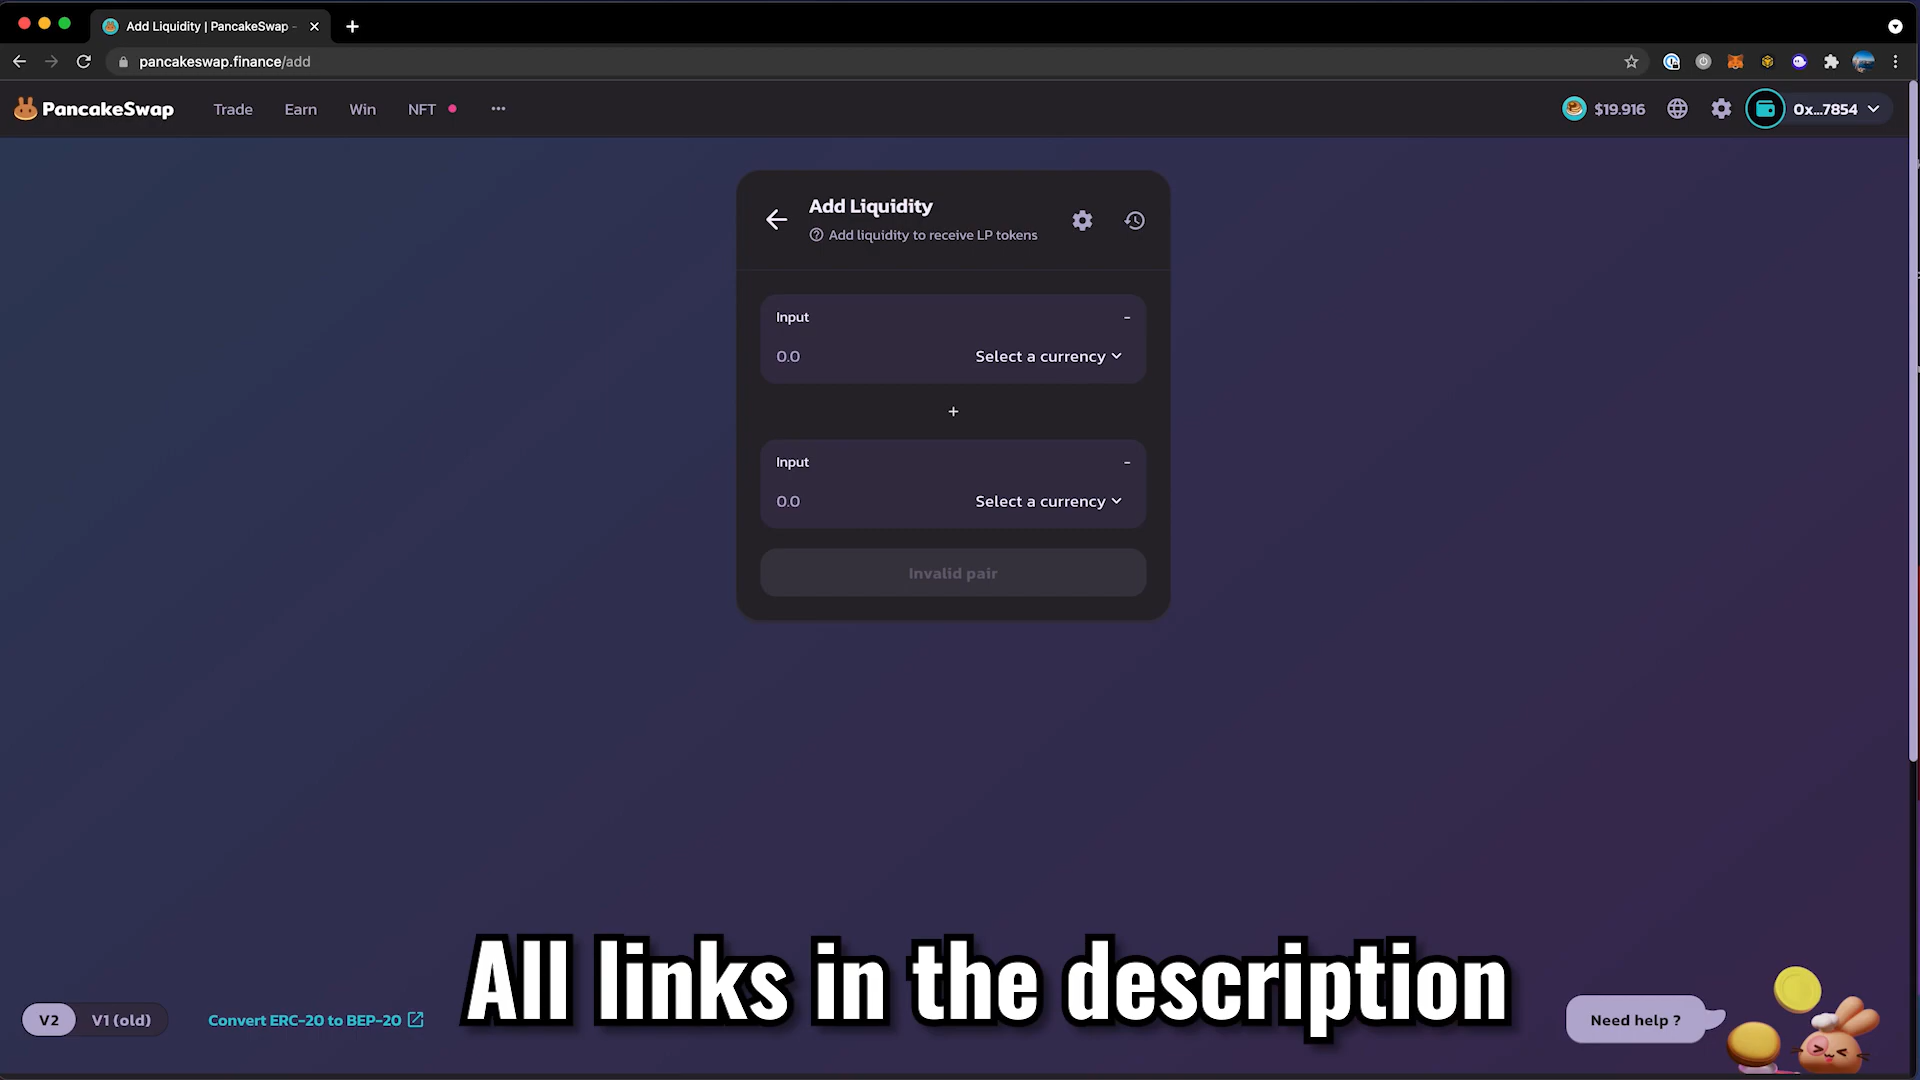 Add Liquidity | PancakeSwap -
pancakeswap.finance/add
PancakeSwap Trade Earn Win NFT $19.916 0x...7854
Add Liquidity
Add liquidity to receive LP tokens
Input -
0.0 Select a currency
+
Input -
0.0 Select a currency
Invalid pair
All links in the description
V2 V1 (old) Convert ERC-20 to BEP-20 Need help ?